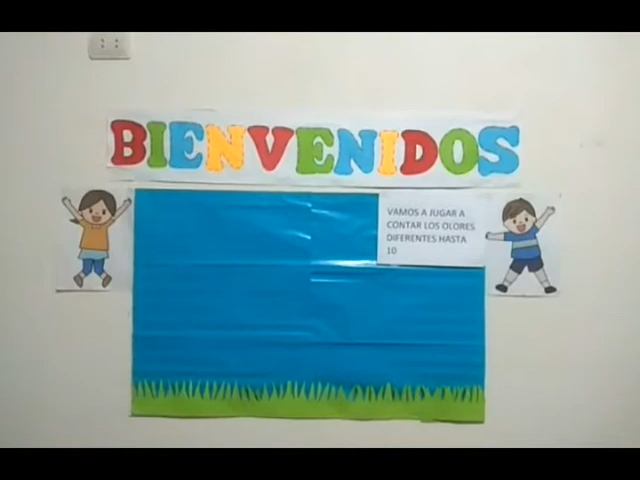 BIENVENIDOS
VAMOS A JUGAR A
CONTAR LOS OLORES
DIFERENTES HASTA
10